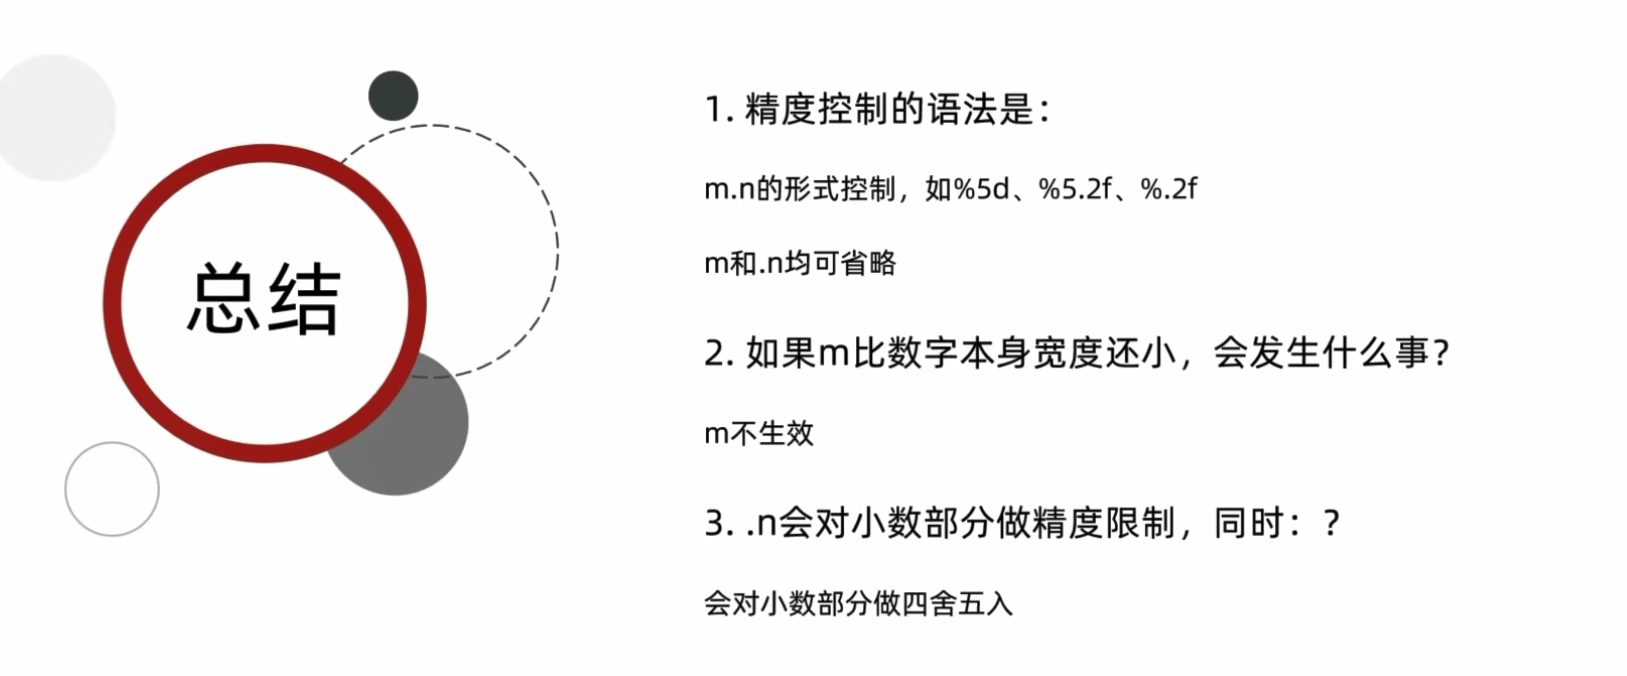 总结
1. 精度控制的语法是：
m.n的形式控制，如%5d、%5.2f、%.2f
m和.n均可省略
2. 如果m比数字本身宽度还小，会发生什么事？
m不生效
3. .n会对小数部分做精度限制，同时：？
会对小数部分做四舍五入